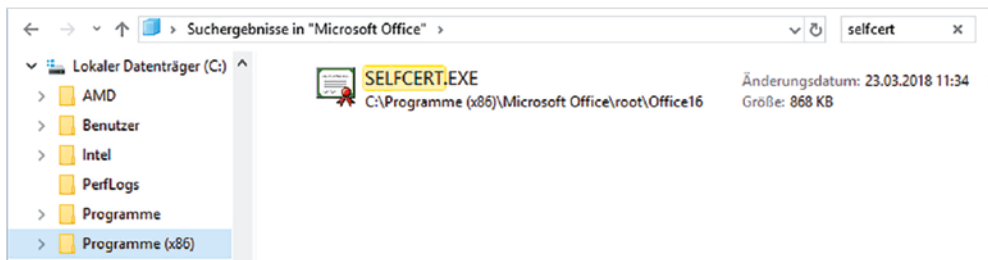 Suchergebnisse in "Microsoft Office"
selfcert
Lokaler Datenträger (C:)
AMD
Benutzer
Intel
PerfLogs
Programme
Programme (x86)
SELFCERT.EXE
C:\Programme (x86)\Microsoft Office\root\Office16
Änderungsdatum: 23.03.2018 11:34
Größe: 868 KB